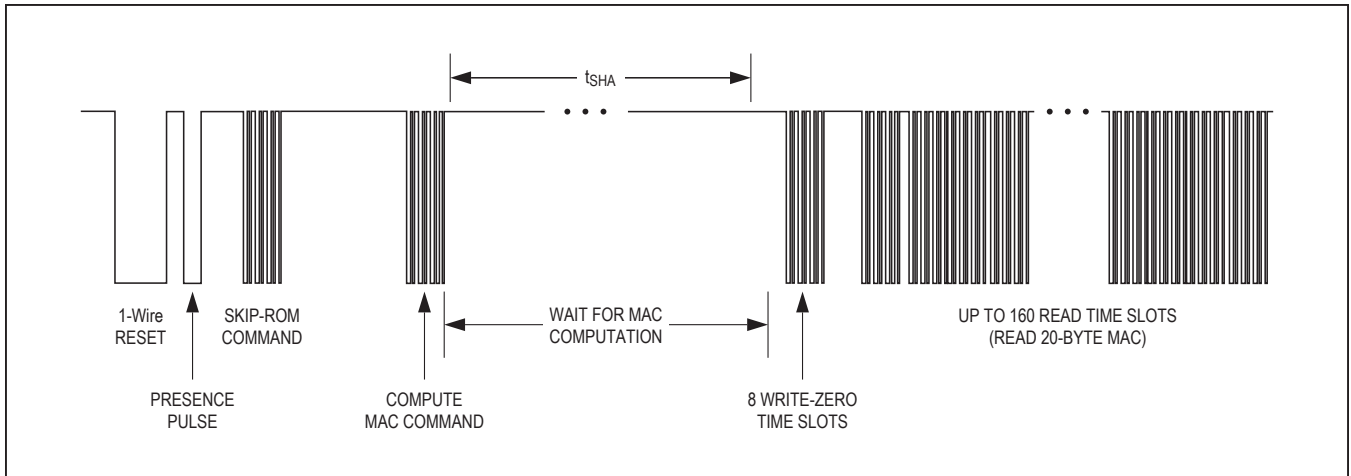 tSHA
1-Wire
RESET
SKIP-ROM
COMMAND
WAIT FOR MAC
COMPUTATION
UP TO 160 READ TIME SLOTS
(READ 20-BYTE MAC)
PRESENCE
PULSE
COMPUTE
MAC COMMAND
8 WRITE-ZERO
TIME SLOTS